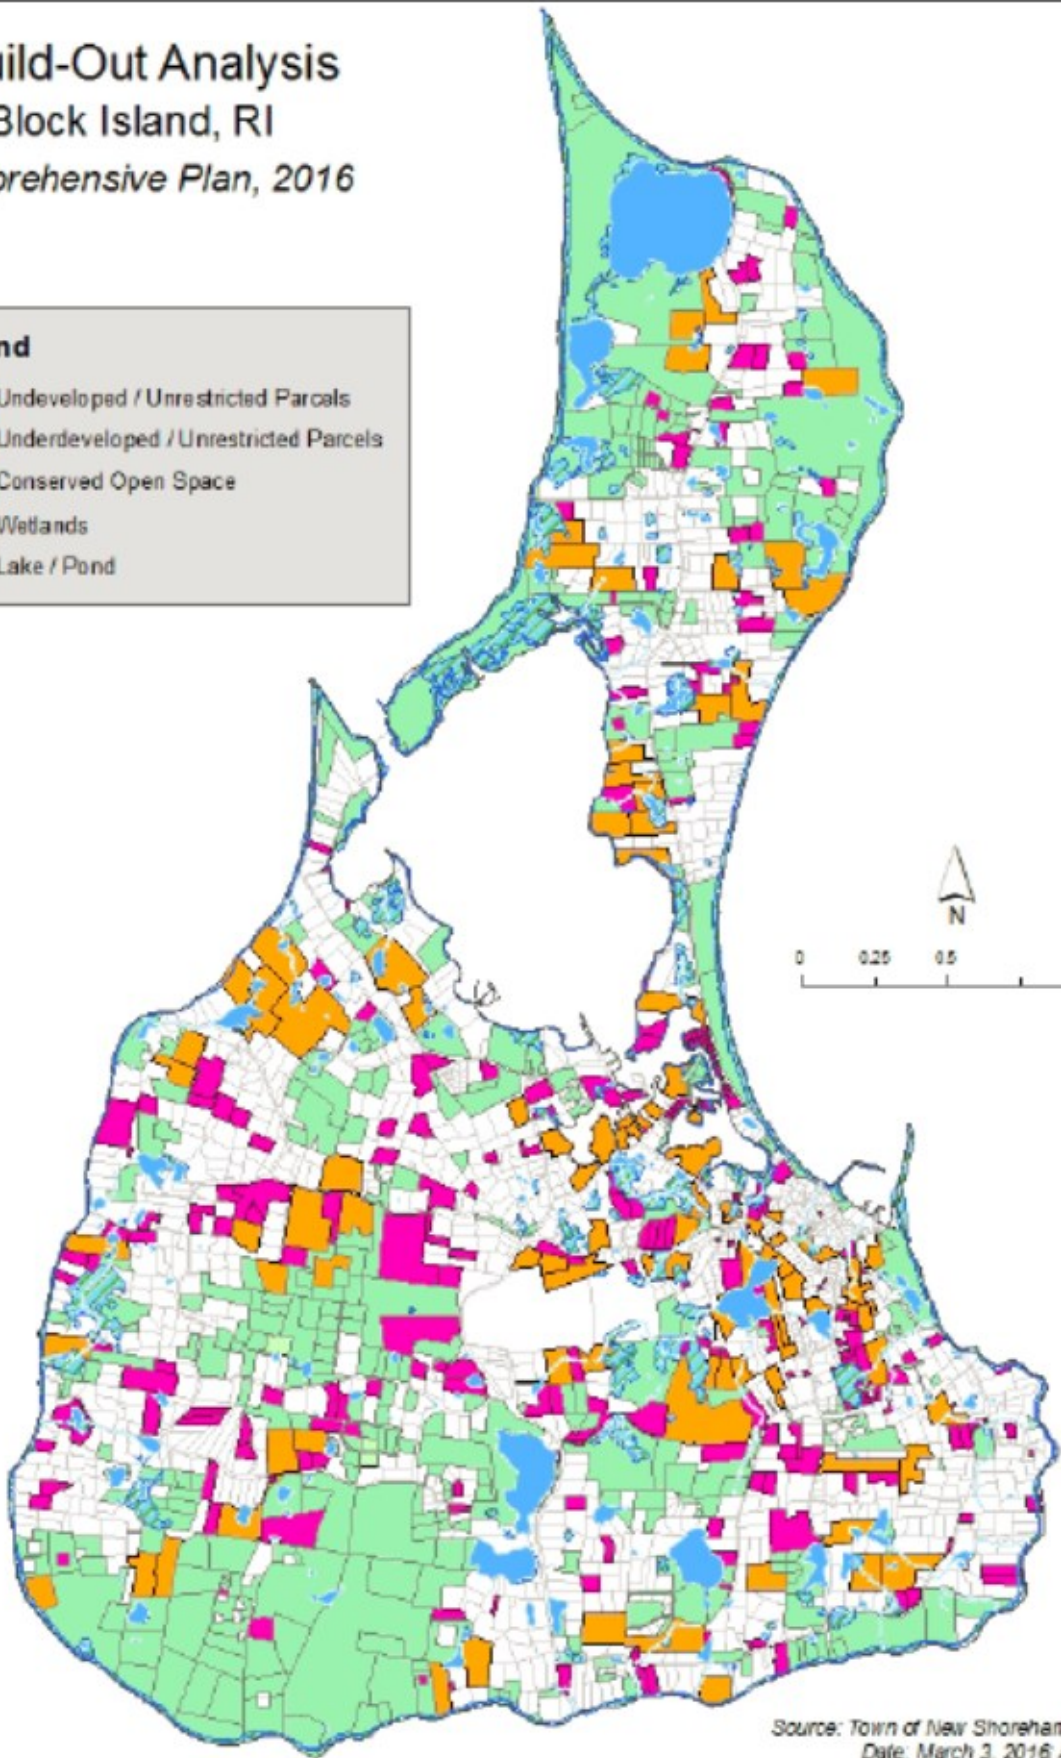 uild-Out Analysis
Block Island, RI
prehensive Plan, 2016
nd
Undeveloped / Unrestricted Parcels
Underdeveloped / Unrestricted Parcels
Conserved Open Space
Wetlands
Lake / Pond
N
0 0.25 0.5
Source: Town of New Shoreham
Date: March 3, 2016;